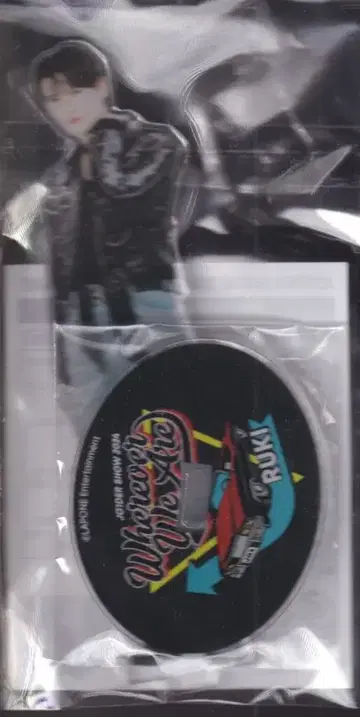 ©LAPONE Entertainment
JO1DER SHOW 2024
Wherever
We Are
RUKI